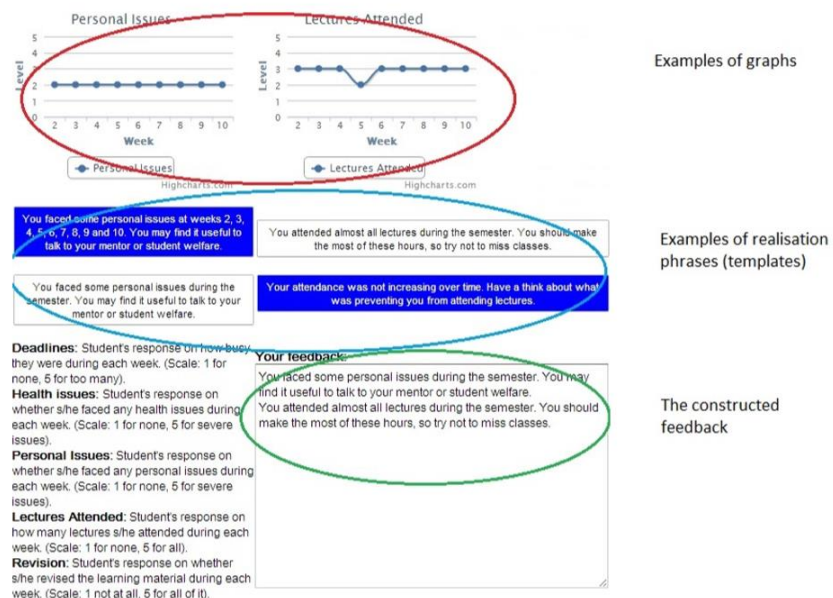 Personal Issues
Lectures Attended
5
4
3
2
1
0
Level
2 3 4 5 6 7 8 9 10
Week
Personal Issues
Highcharts.com
5
4
3
2
1
0
Level
2 3 4 5 6 7 8 9 10
Week
Lectures Attended
Highcharts.com
Examples of graphs
You faced some personal issues at weeks 2, 3,
4, 5, 6, 7, 8, 9 and 10. You may find it useful to
talk to your mentor or student welfare.
You attended almost all lectures during the semester. You should make
the most of these hours, so try not to miss classes.
You faced some personal issues during the
semester. You may find it useful to talk to your
mentor or student welfare.
Your attendance was not increasing over time. Have a think about what
was preventing you from attending lectures.
Examples of realisation
phrases (templates)
Deadlines: Student's response on how busy
they were during each week. (Scale: 1 for
none, 5 for too many).
Health issues: Student's response on
whether s/he faced any health issues during
each week. (Scale: 1 for none, 5 for severe
issues).
Personal Issues: Student's response on
whether s/he faced any personal issues during
each week. (Scale: 1 for none, 5 for severe
issues).
Lectures Attended: Student's response on
how many lectures s/he attended during each
week. (Scale: 1 for none, 5 for all).
Revision: Student's response on whether
s/he revised the learning material during each
week. (Scale: 1 not at all, 5 for all of it).
Your feedback:
You faced some personal issues during the semester. You may
find it useful to talk to your mentor or student welfare.
You attended almost all lectures during the semester. You should
make the most of these hours, so try not to miss classes.
The constructed
feedback